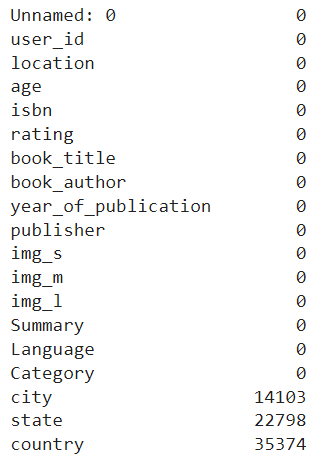 Unnamed: 0 0
user_id 0
location 0
age 0
isbn 0
rating 0
book_title 0
book_author 0
year_of_publication 0
publisher 0
img_s 0
img_m 0
img_l 0
Summary 0
Language 0
Category 0
city 14103
state 22798
country 35374